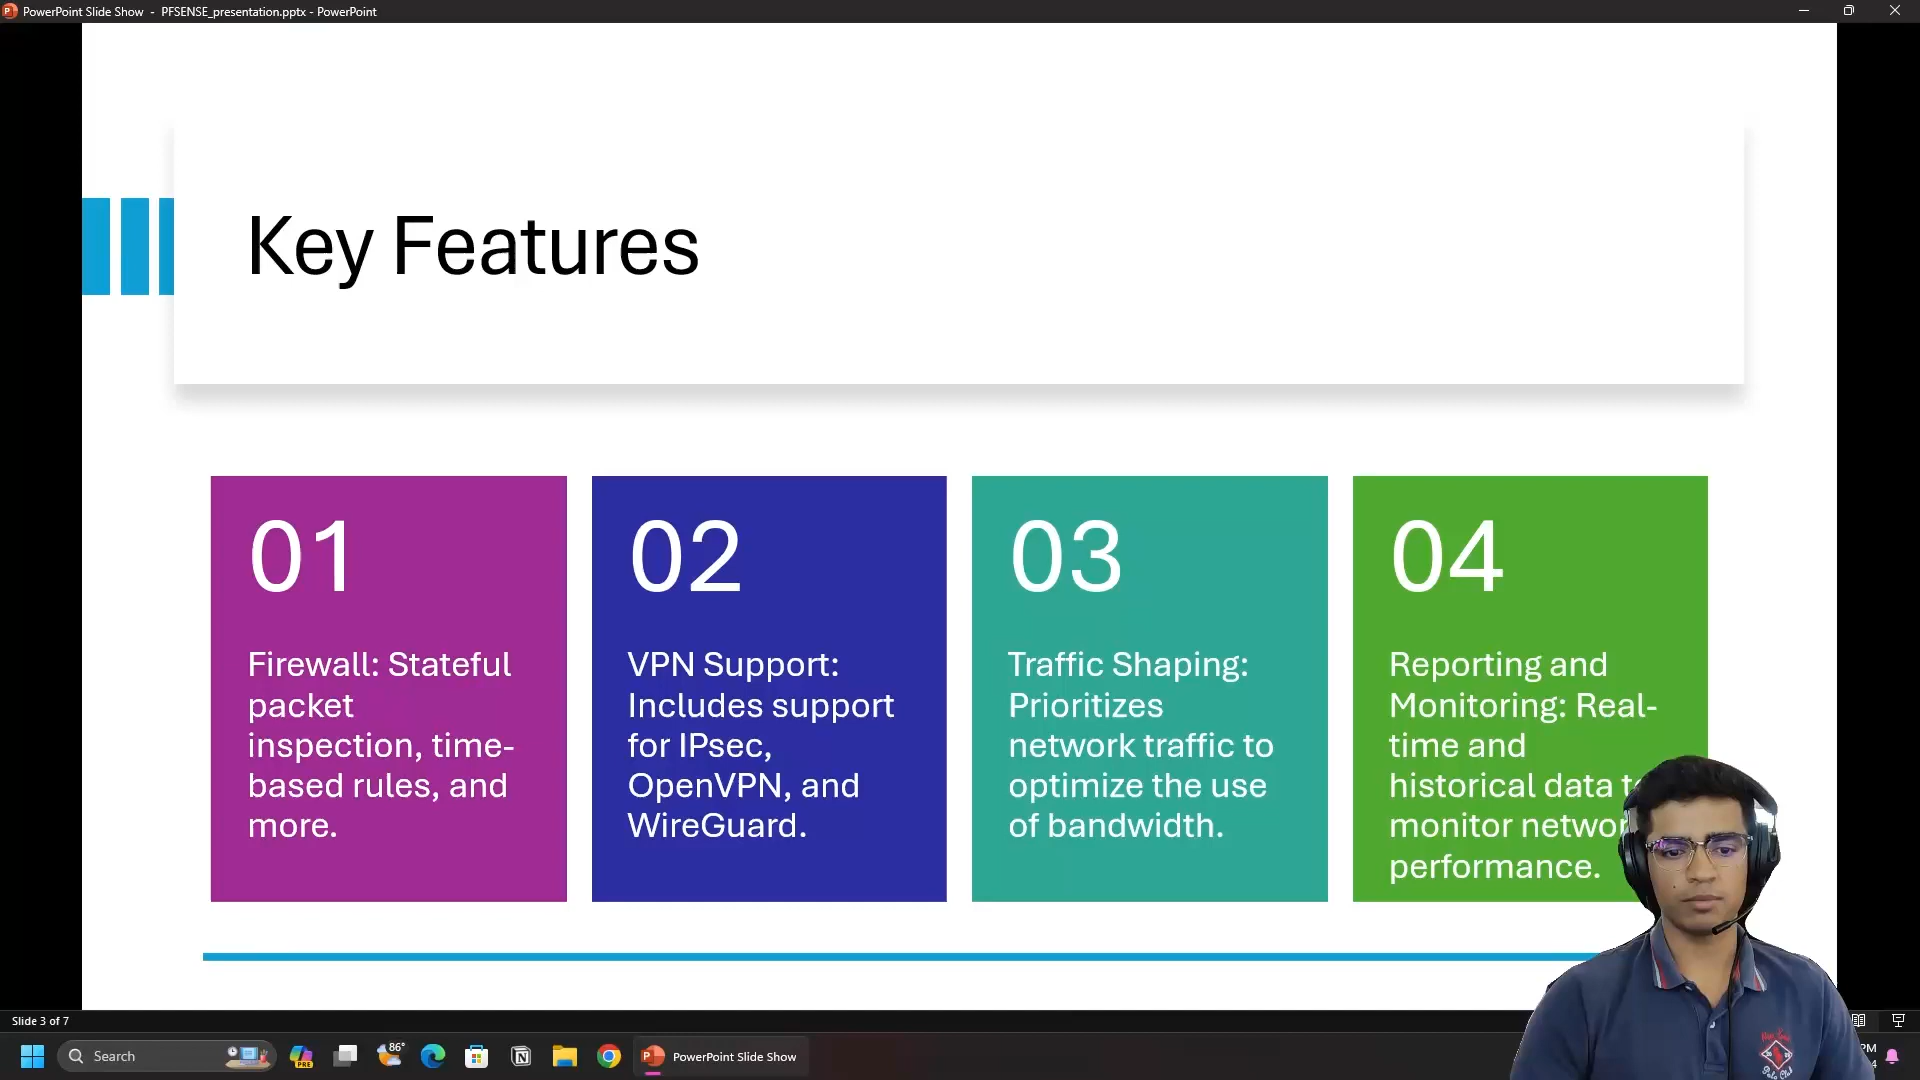 PowerPoint Slide Show - PFSENSE_presentation.pptx - PowerPoint
Key Features
01
Firewall: Stateful
packet
inspection, time-
based rules, and
more.
02
VPN Support:
Includes support
for IPsec,
OpenVPN, and
WireGuard.
03
Traffic Shaping:
Prioritizes
network traffic to
optimize the use
of bandwidth.
04
Reporting and
Monitoring: Real-
time and
historical data
monitor
performance.
Slide 3 of 7
Search
PRE
86°
PowerPoint Slide Show
PM